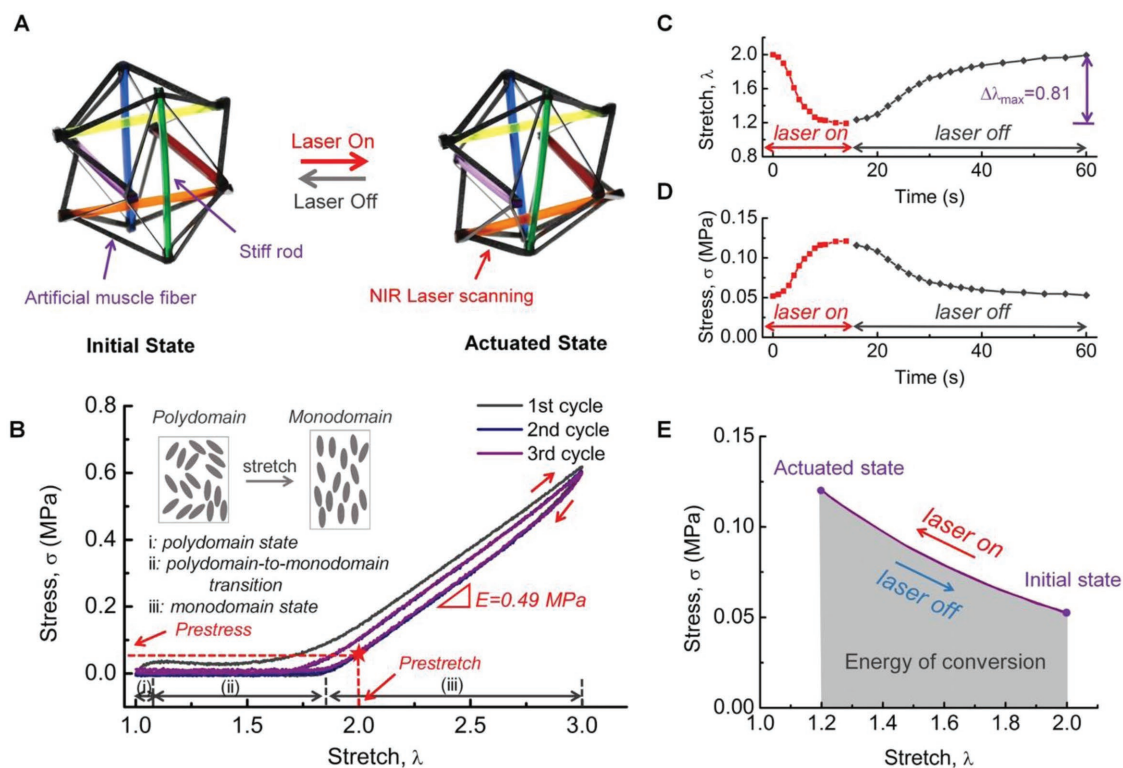 A
Laser On
Laser Off
Stiff rod
Artificial muscle fiber
NIR Laser scanning
Initial State
Actuated State
B
Stress, σ (MPa)
0.8
0.6
0.4
0.2
0.0
Polydomain
Monodomain
stretch
1st cycle
2nd cycle
3rd cycle
i: polydomain state
ii: polydomain-to-monodomain
transition
iii: monodomain state
E=0.49 MPa
Prestress
Prestretch
(i)
(ii)
(iii)
1.0 1.5 2.0 2.5 3.0
Stretch, λ
C
Stretch, λ
2.0
1.6
1.2
0.8
Δλmax=0.81
laser on
laser off
0 20 40 60
Time (s)
D
Stress, σ (MPa)
0.15
0.10
0.05
0.00
laser on
laser off
0 20 40 60
Time (s)
E
Stress, σ (MPa)
0.15
0.10
0.05
0.00
Actuated state
laser on
laser off
Initial state
Energy of conversion
1.0 1.2 1.4 1.6 1.8 2.0
Stretch, λ